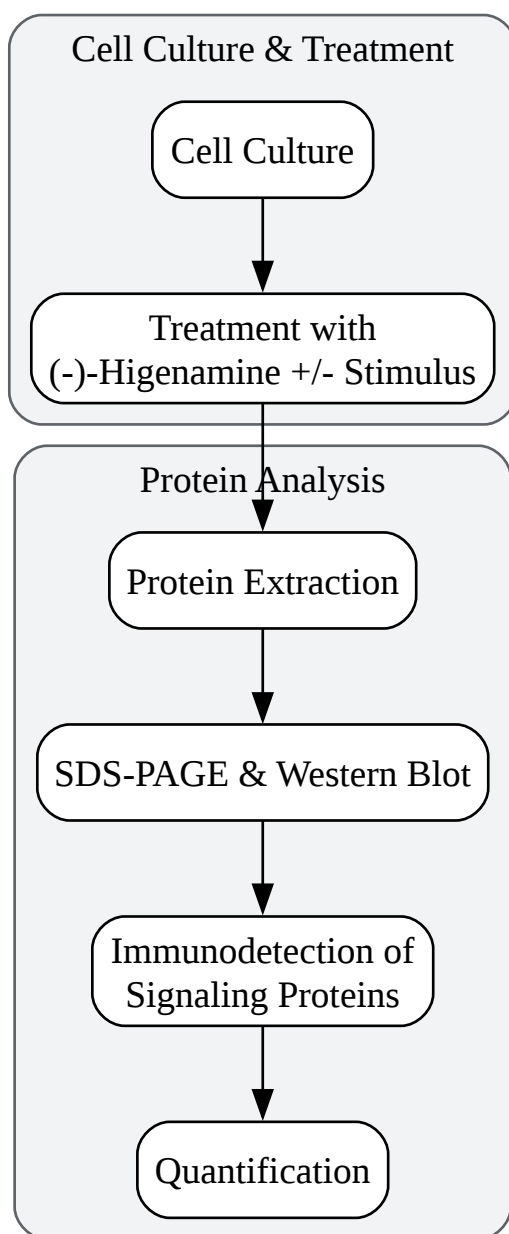 Cell Culture & Treatment
Cell Culture
Treatment with
(-)-Higenamine +/- Stimulus
Protein Analysis
Protein Extraction
SDS-PAGE & Western Blot
Immunodetection of
Signaling Proteins
Quantification